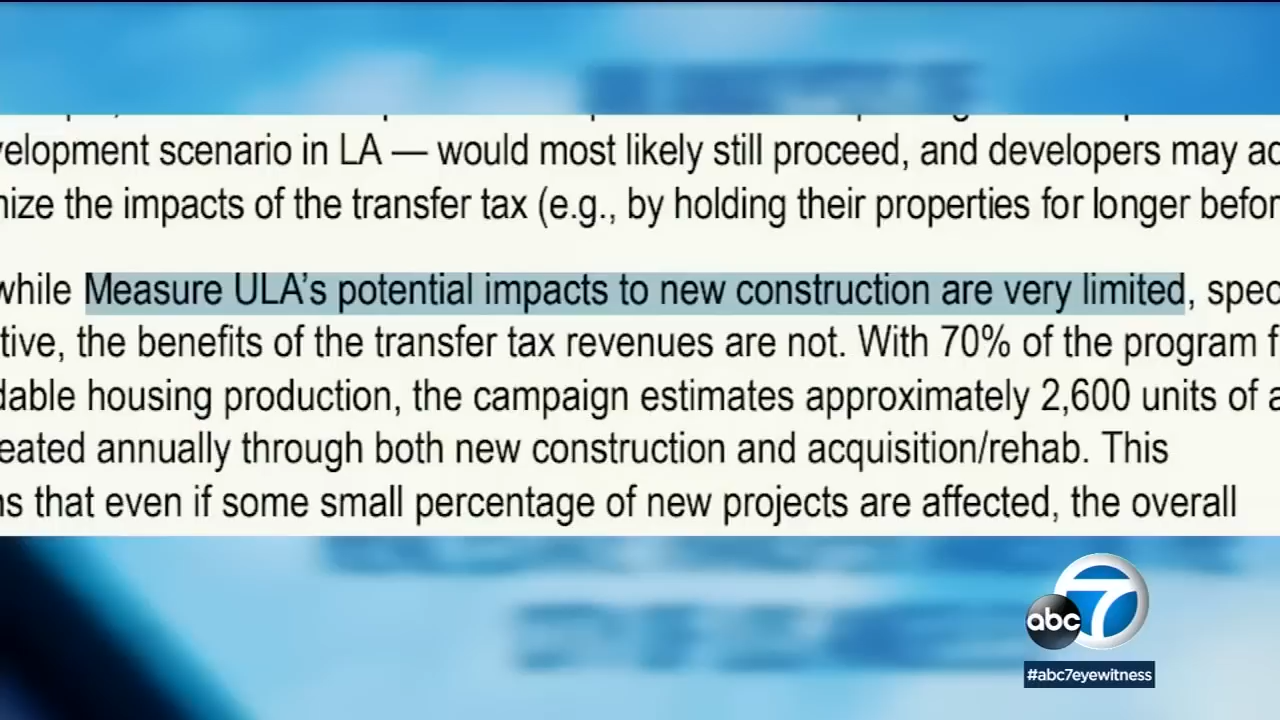 velopment scenario in LA — would most likely still proceed, and developers may ad
nize the impacts of the transfer tax (e.g., by holding their properties for longer befor
while Measure ULA’s potential impacts to new construction are very limited, spec
tive, the benefits of the transfer tax revenues are not. With 70% of the program f
dable housing production, the campaign estimates approximately 2,600 units of a
eated annually through both new construction and acquisition/rehab. This
ns that even if some small percentage of new projects are affected, the overall
abc 7
#abc7eyewitness